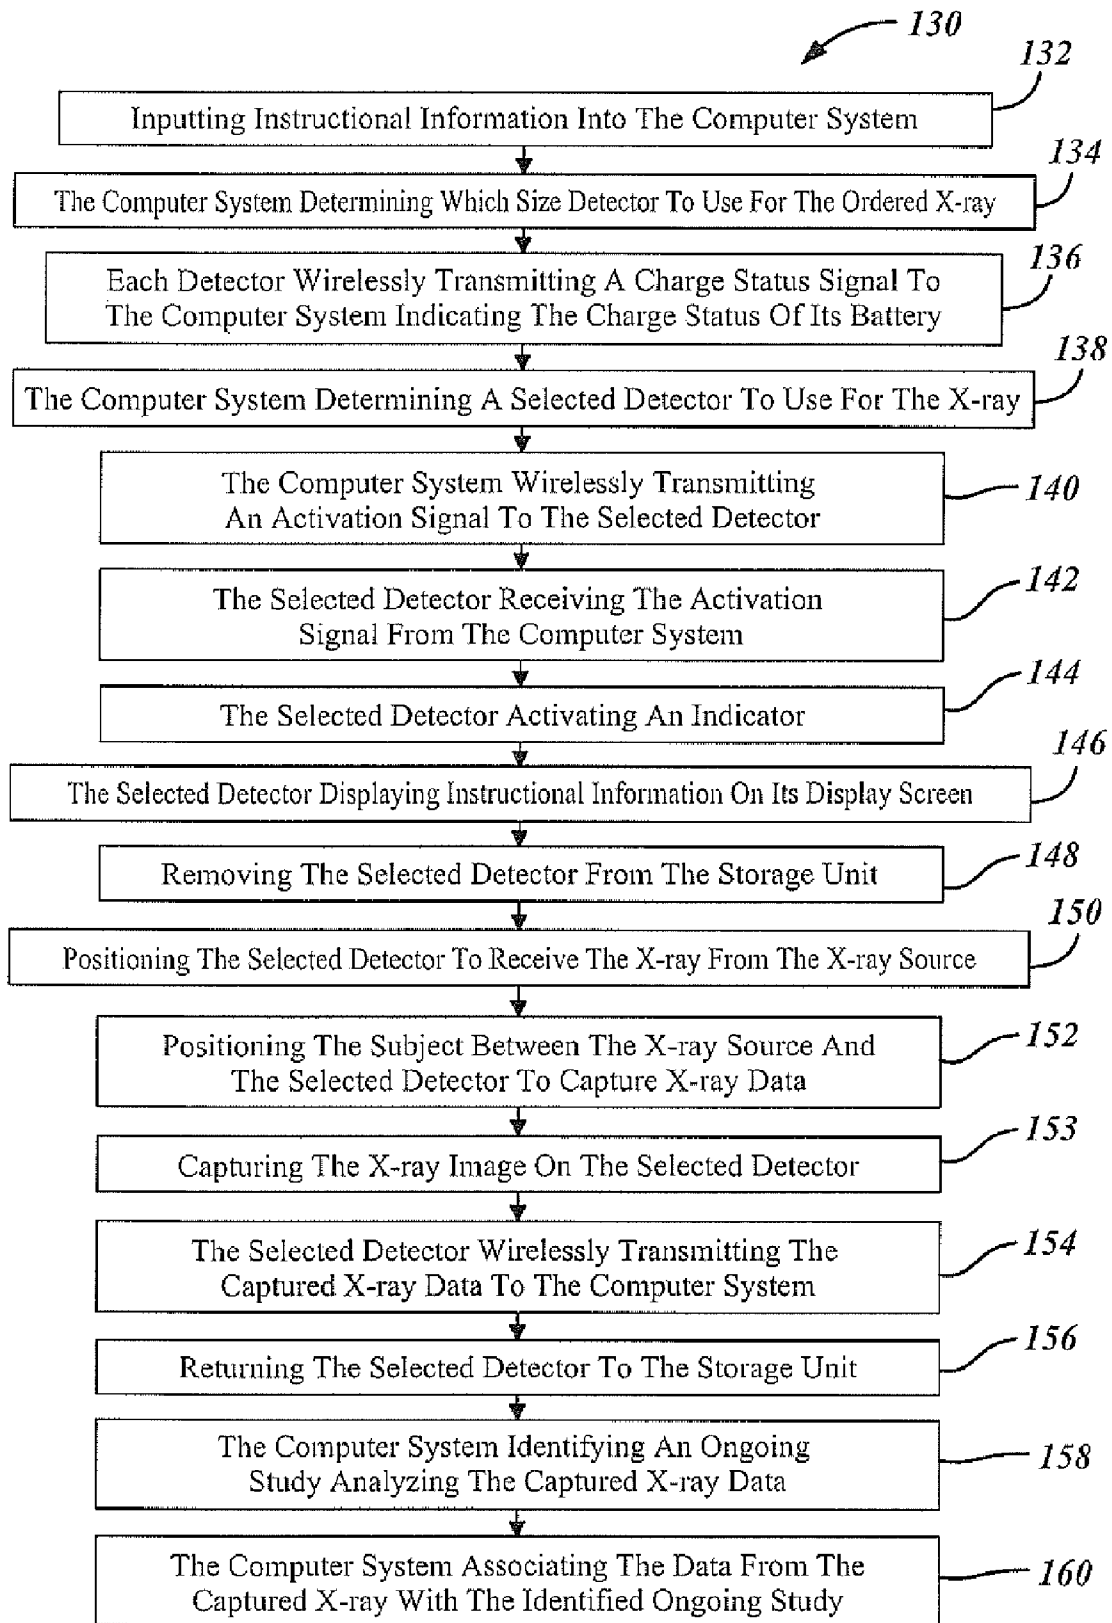 130
132
Inputting Instructional Information Into The Computer System
134
The Computer System Determining Which Size Detector To Use For The Ordered X-ray
136
Each Detector Wirelessly Transmitting A Charge Status Signal To
The Computer System Indicating The Charge Status Of Its Battery
138
The Computer System Determining A Selected Detector To Use For The X-ray
The Computer System Wirelessly Transmitting
An Activation Signal To The Selected Detector
140
The Selected Detector Receiving The Activation
Signal From The Computer System
142
144
The Selected Detector Activating An Indicator
146
The Selected Detector Displaying Instructional Information On Its Display Screen
148
Removing The Selected Detector From The Storage Unit
150
Positioning The Selected Detector To Receive The X-ray From The X-ray Source
Positioning The Subject Between The X-ray Source And
The Selected Detector To Capture X-ray Data
152
153
Capturing The X-ray Image On The Selected Detector
The Selected Detector Wirelessly Transmitting The
Captured X-ray Data To The Computer System
154
156
Returning The Selected Detector To The Storage Unit
The Computer System Identifying An Ongoing
Study Analyzing The Captured X-ray Data
158
The Computer System Associating The Data From The
Captured X-ray With The Identified Ongoing Study
160